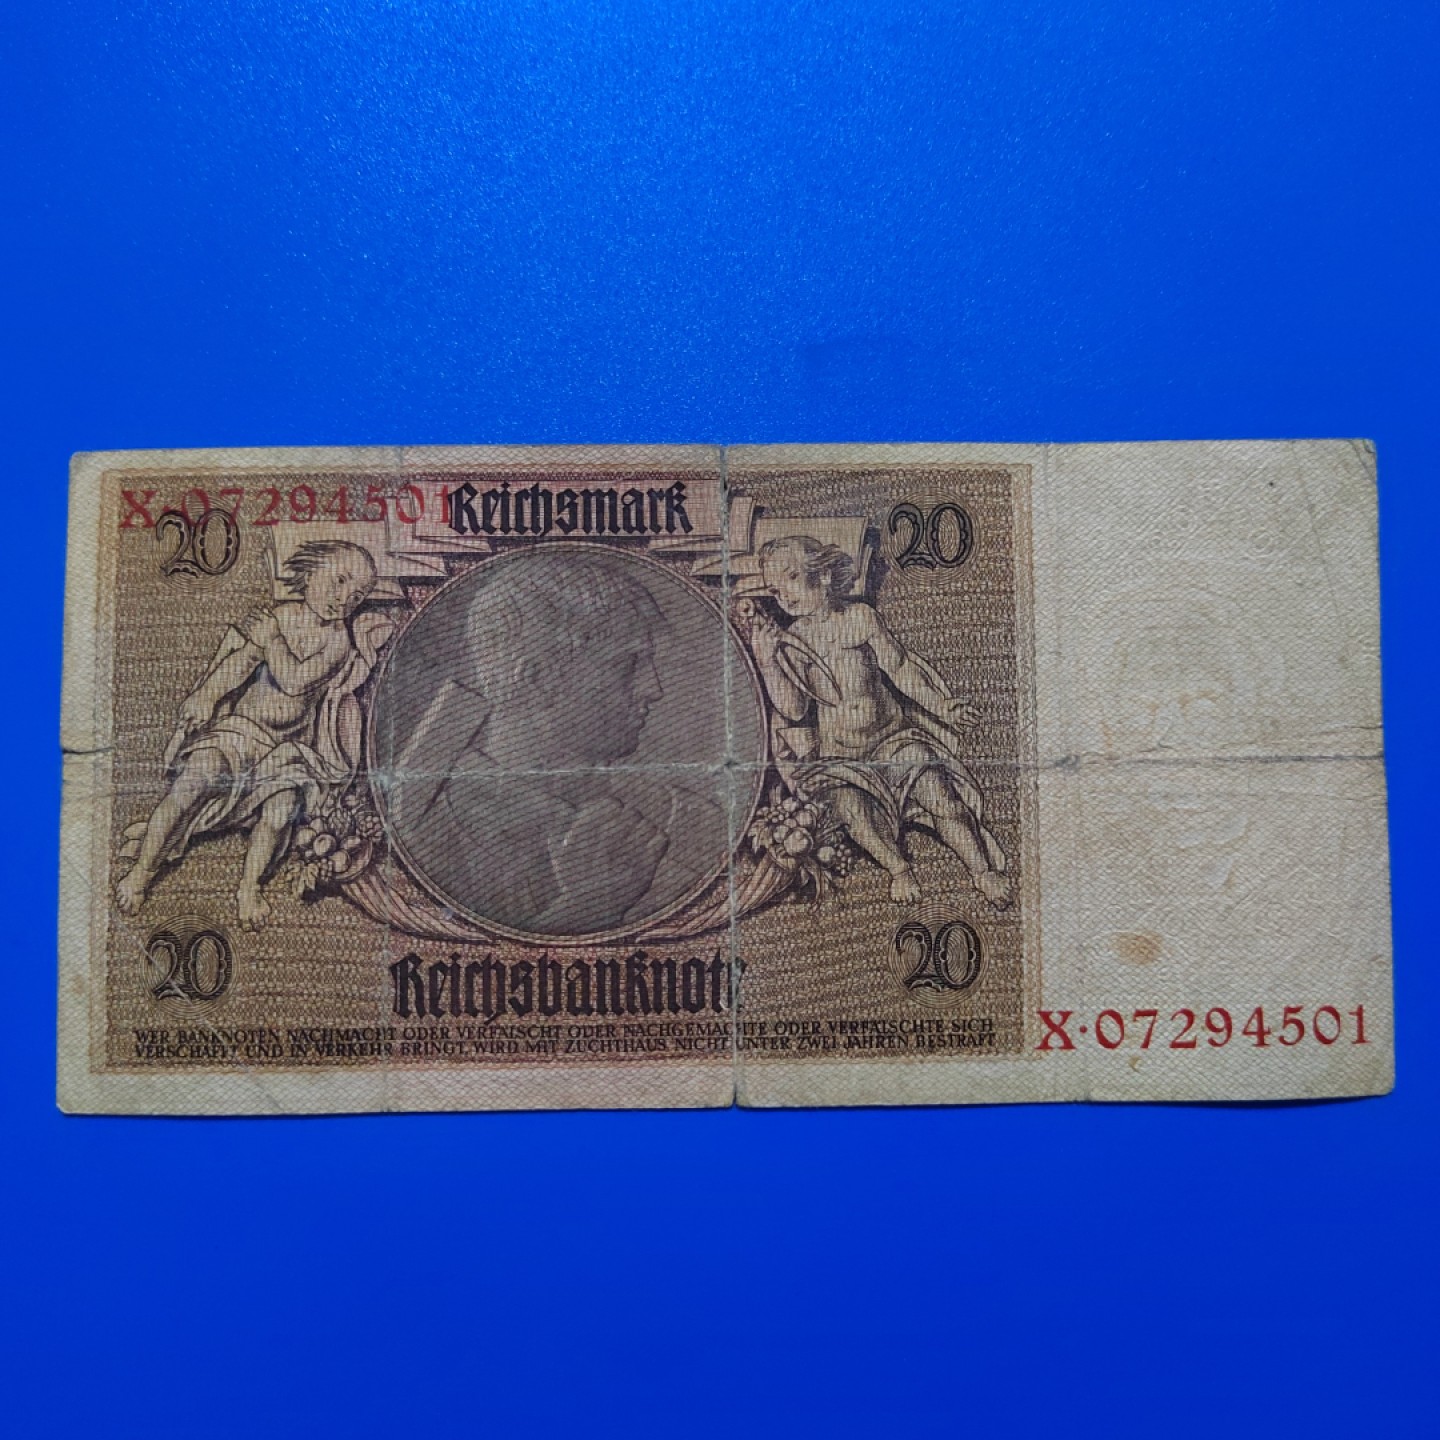 X·07294501
Reichsmark
20
20
20
Reichsbanknote
20
WER BANKNOTEN NACHMACHT ODER VERFÄLSCHT ODER NACHGEMACHTE ODER VERFÄLSCHTE SICH
VERSCHAFFT UND IN VERKEHR BRINGT, WIRD MIT ZUCHTHAUS NICHT UNTER ZWEI JAHREN BESTRAFT
X·07294501